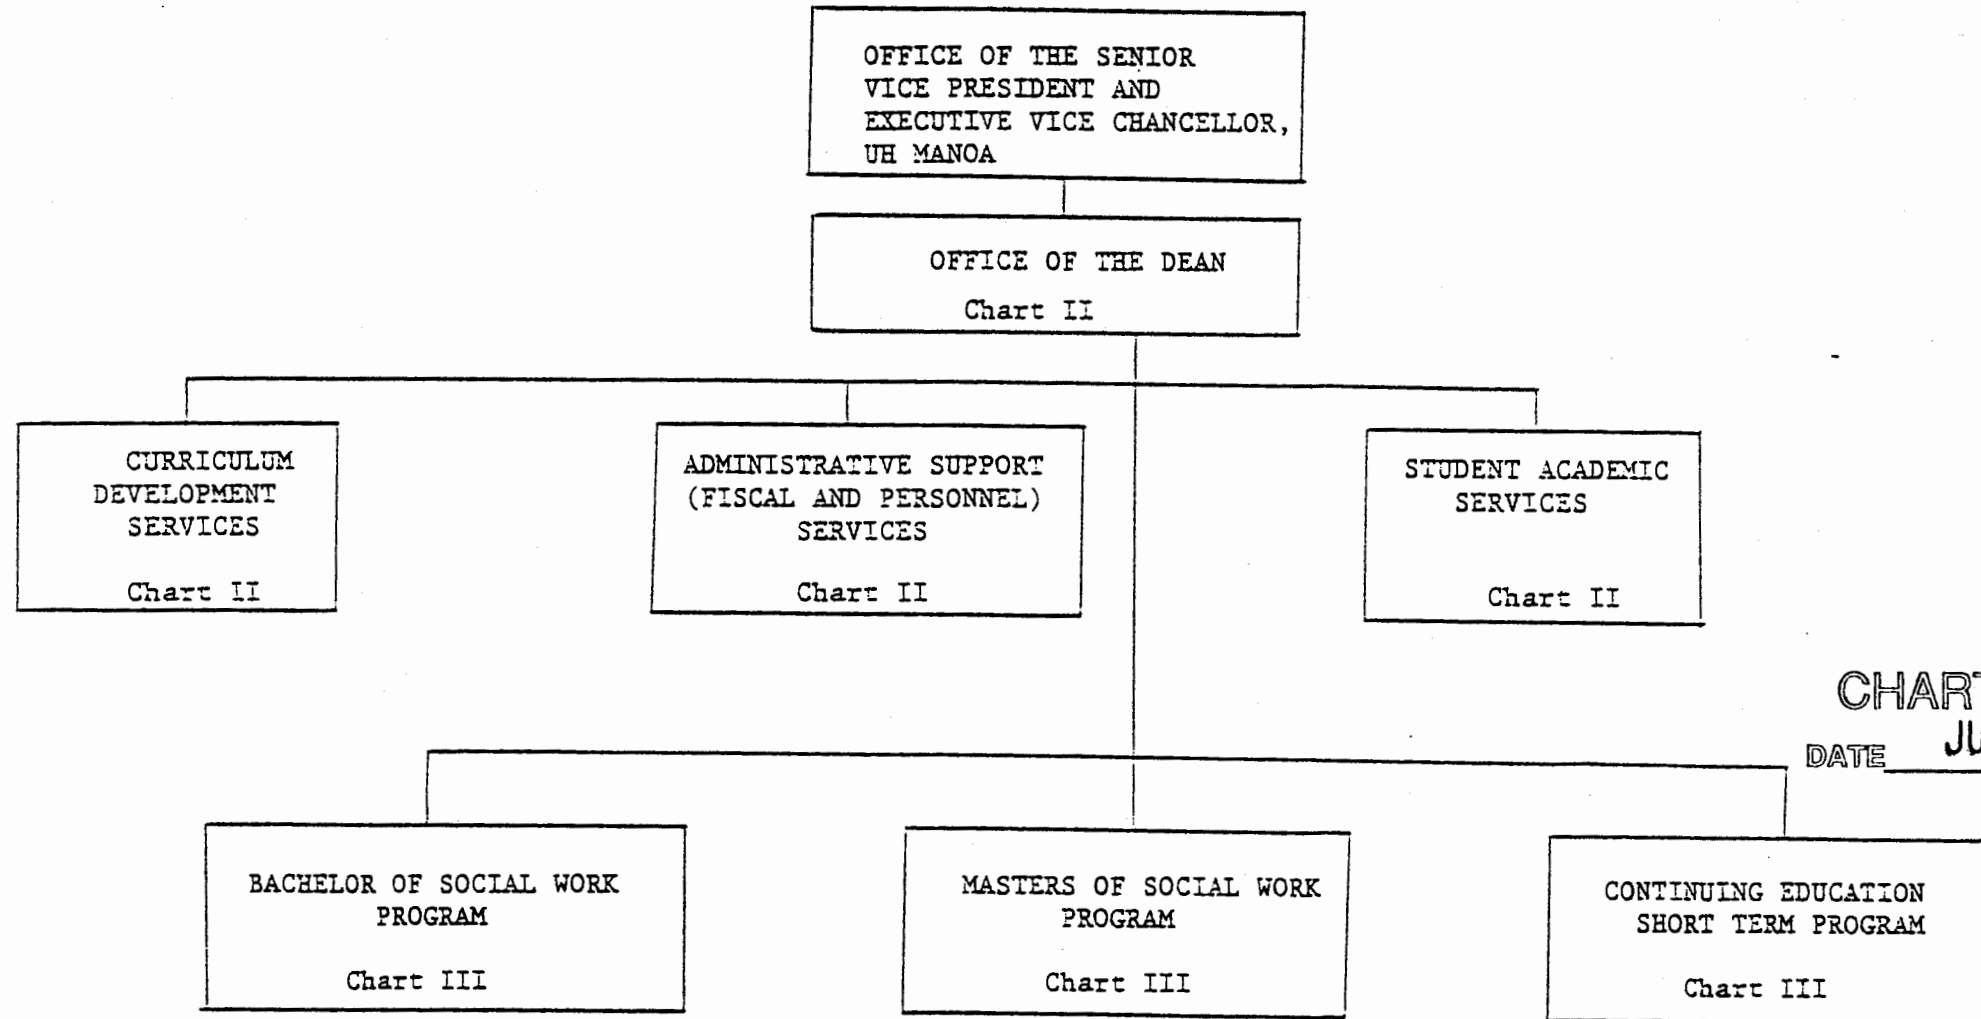 OFFICE OF THE SENIOR
VICE PRESIDENT AND
EXECUTIVE VICE CHANCELLOR,
UH MANOA
OFFICE OF THE DEAN
Chart II
CURRICULUM
DEVELOPMENT
SERVICES
Chart II
ADMINISTRATIVE SUPPORT
(FISCAL AND PERSONNEL)
SERVICES
Chart II
STUDENT ACADEMIC
SERVICES
Chart II
DATE
BACHELOR OF SOCIAL WORK
PROGRAM
Chart III
MASTERS OF SOCIAL WORK
PROGRAM
Chart III
CONTINUING EDUCATION
SHORT TERM PROGRAM
Chart III